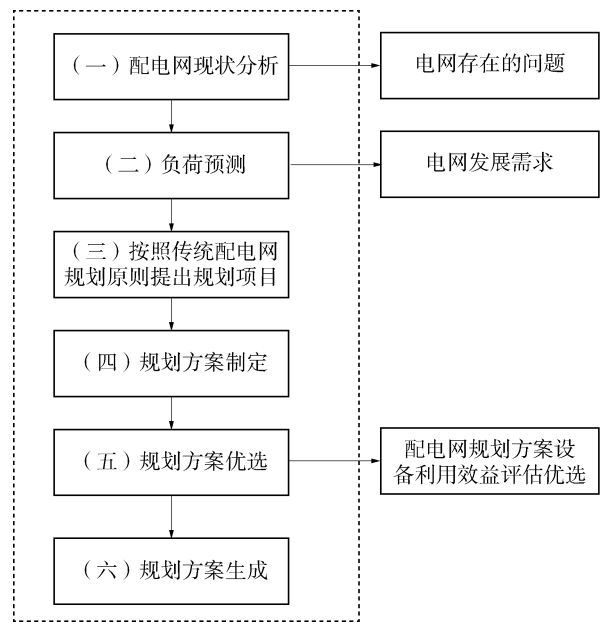 （一）配电网现状分析
电网存在的问题
（二）负荷预测
电网发展需求
（三）按照传统配电网
规划原则提出规划项目
（四）规划方案制定
（五）规划方案优选
配电网规划方案设
备利用效益评估优选
（六）规划方案生成